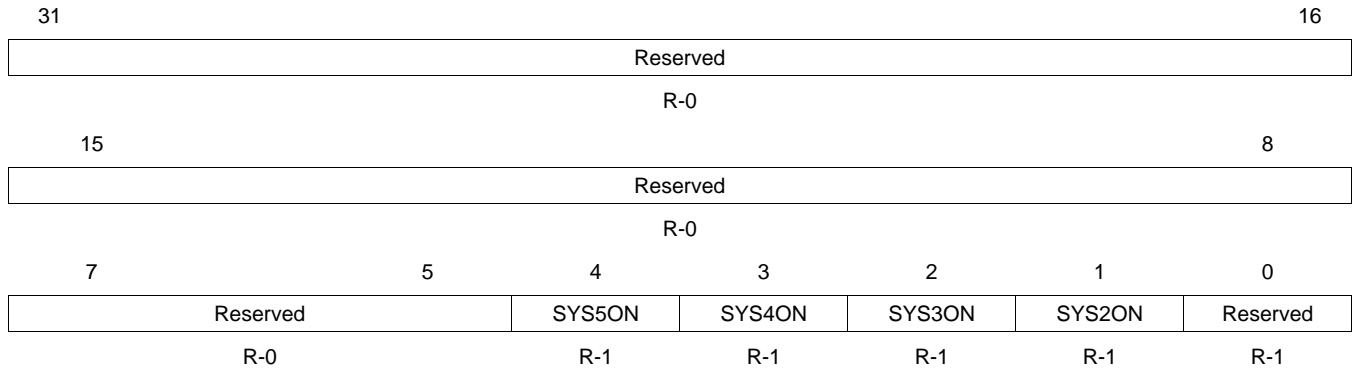 31 16
Reserved
R-0
15 8
Reserved
R-0
7 5 4 3 2 1 0
Reserved SYS5ON SYS4ON SYS3ON SYS2ON Reserved
R-0 R-1 R-1 R-1 R-1 R-1